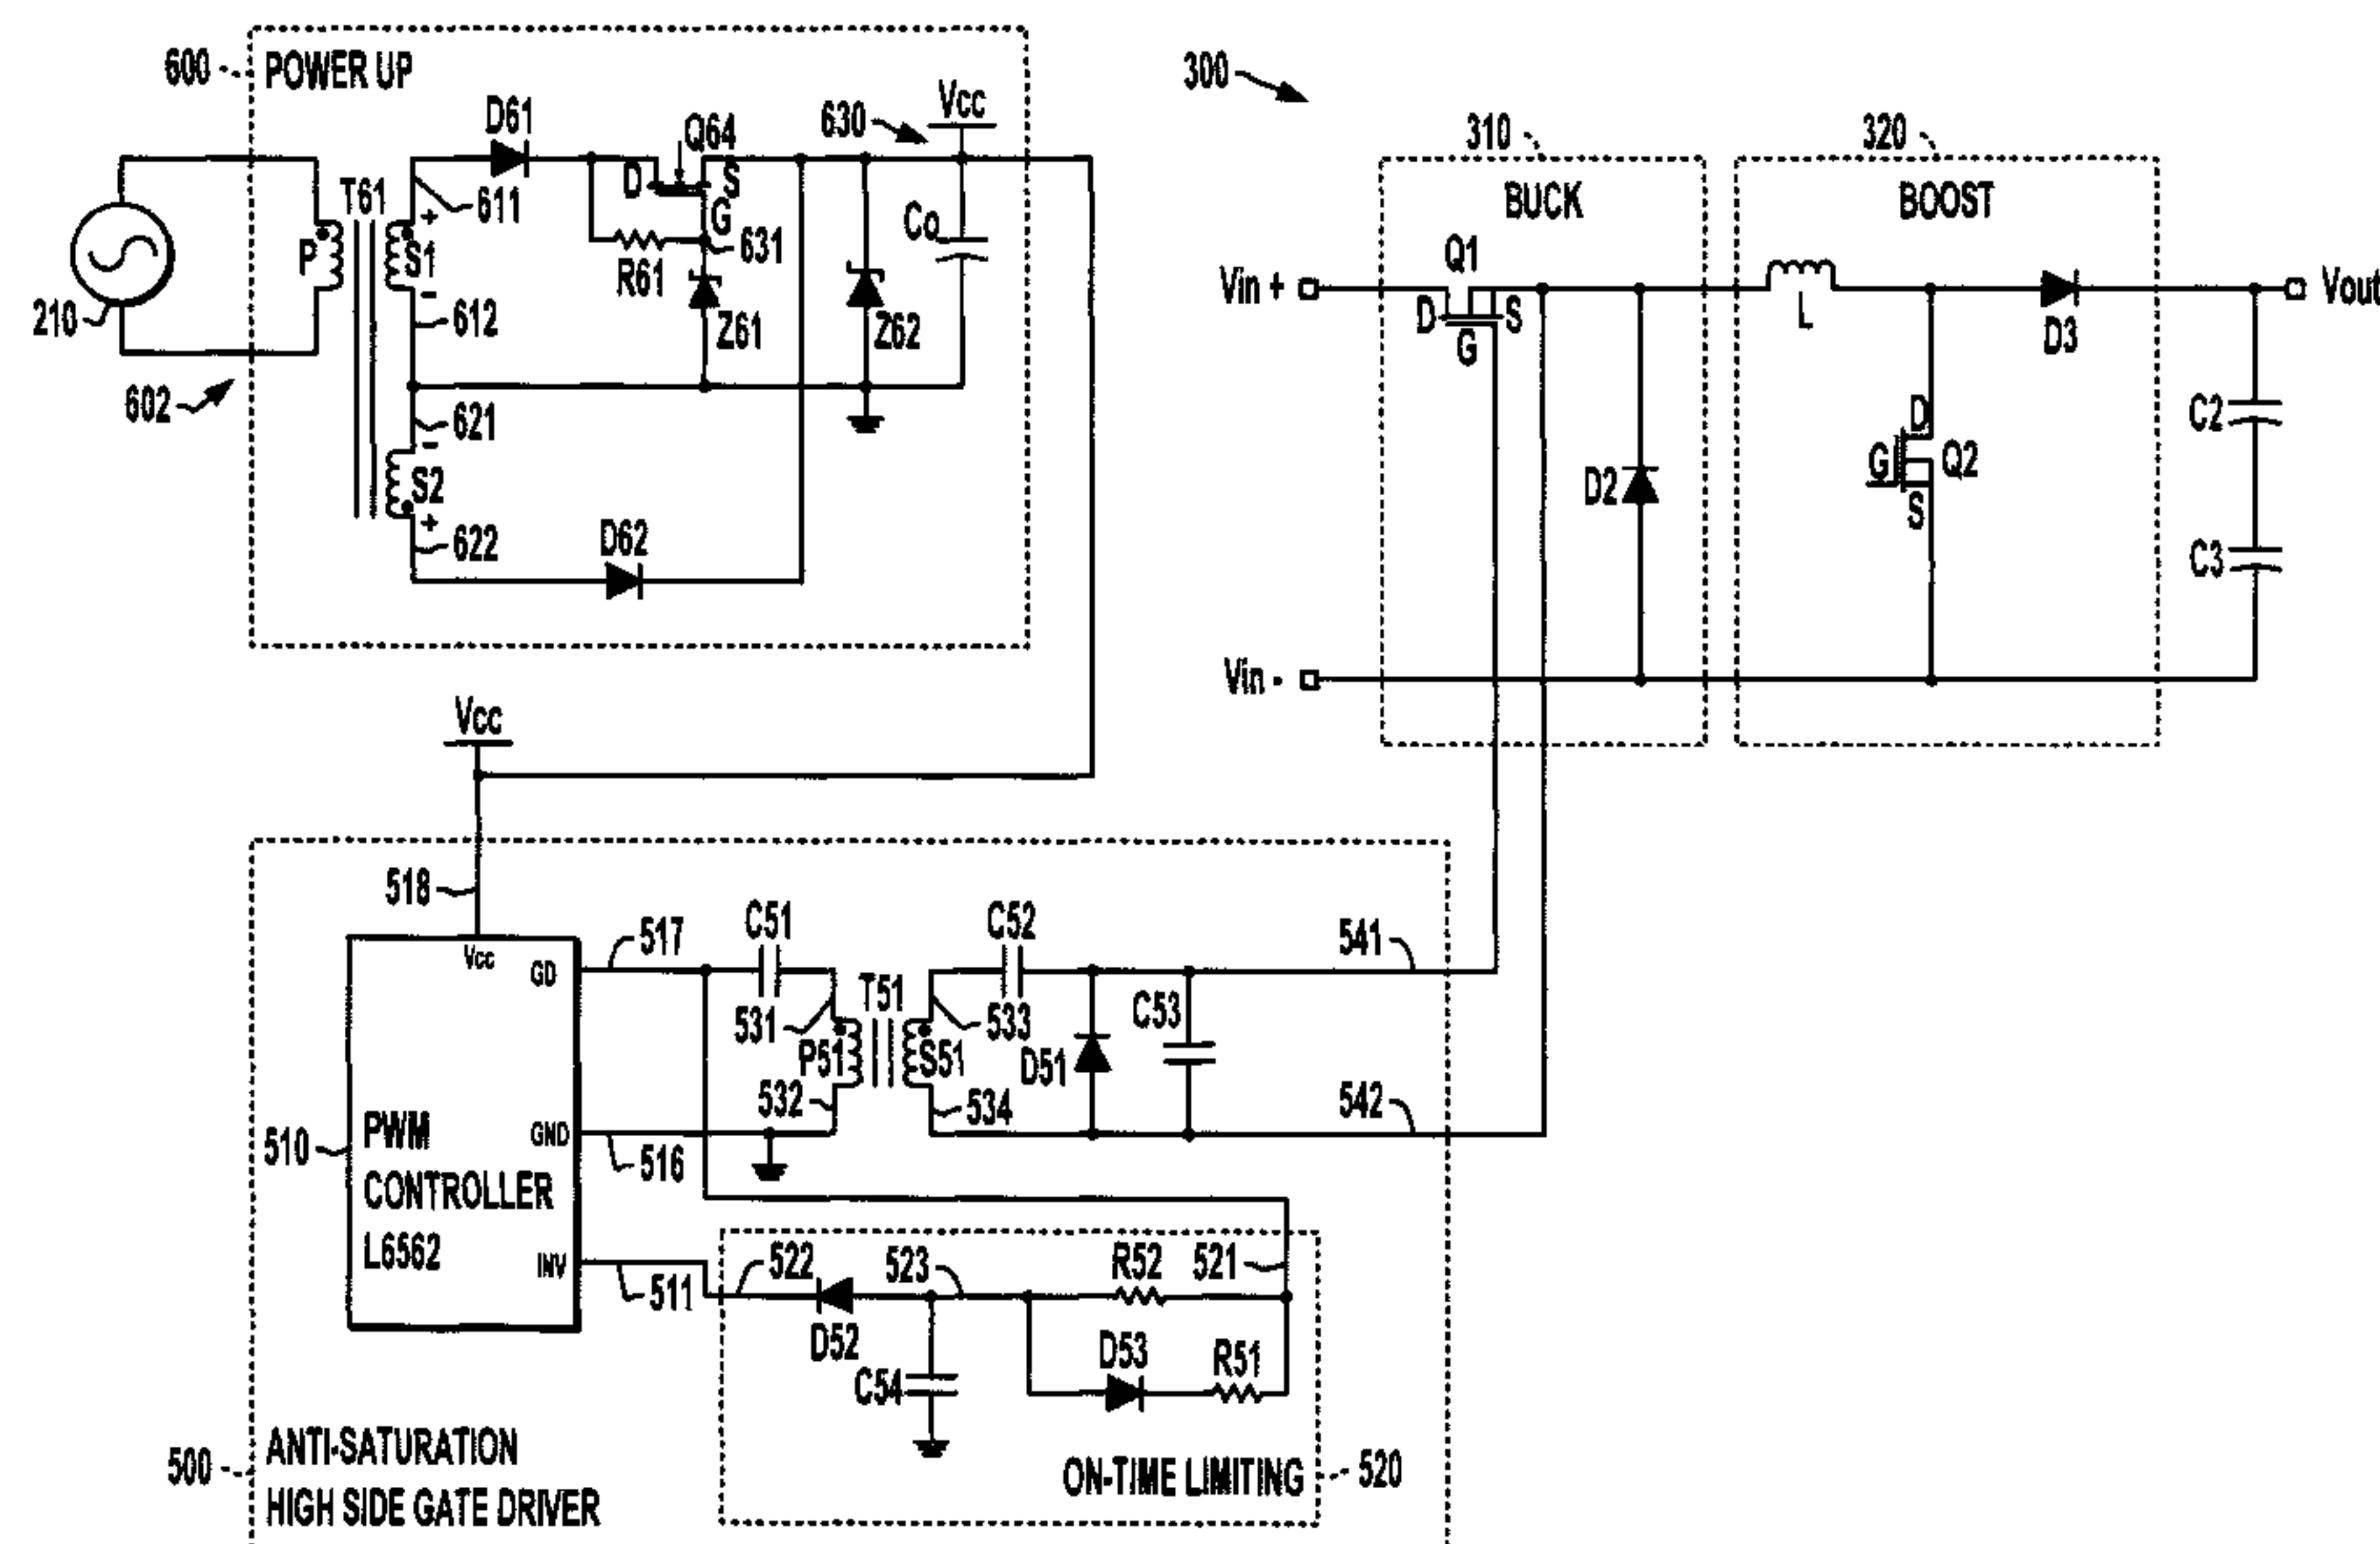 600
POWER UP
D61
Q64
630
Vcc
D
S
G
T61
P
611
+
S1
-
612
R61
631
Z61
Z62
Co
210
602
621
-
S2
+
622
D62
300
310
320
BUCK
BOOST
Vin +
Q1
D
G
S
D2
L
D3
Vout
D
G
Q2
S
C2
C3
Vin -
Vcc
518
Vcc
GD
517
C51
T51
531
P51
532
C52
533
S51
534
D51
C53
541
542
GND
516
510
PWM
CONTROLLER
L6562
INV
511
522
523
R52
521
D52
C54
D53
R51
ON-TIME LIMITING
520
500
ANTI-SATURATION
HIGH SIDE GATE DRIVER